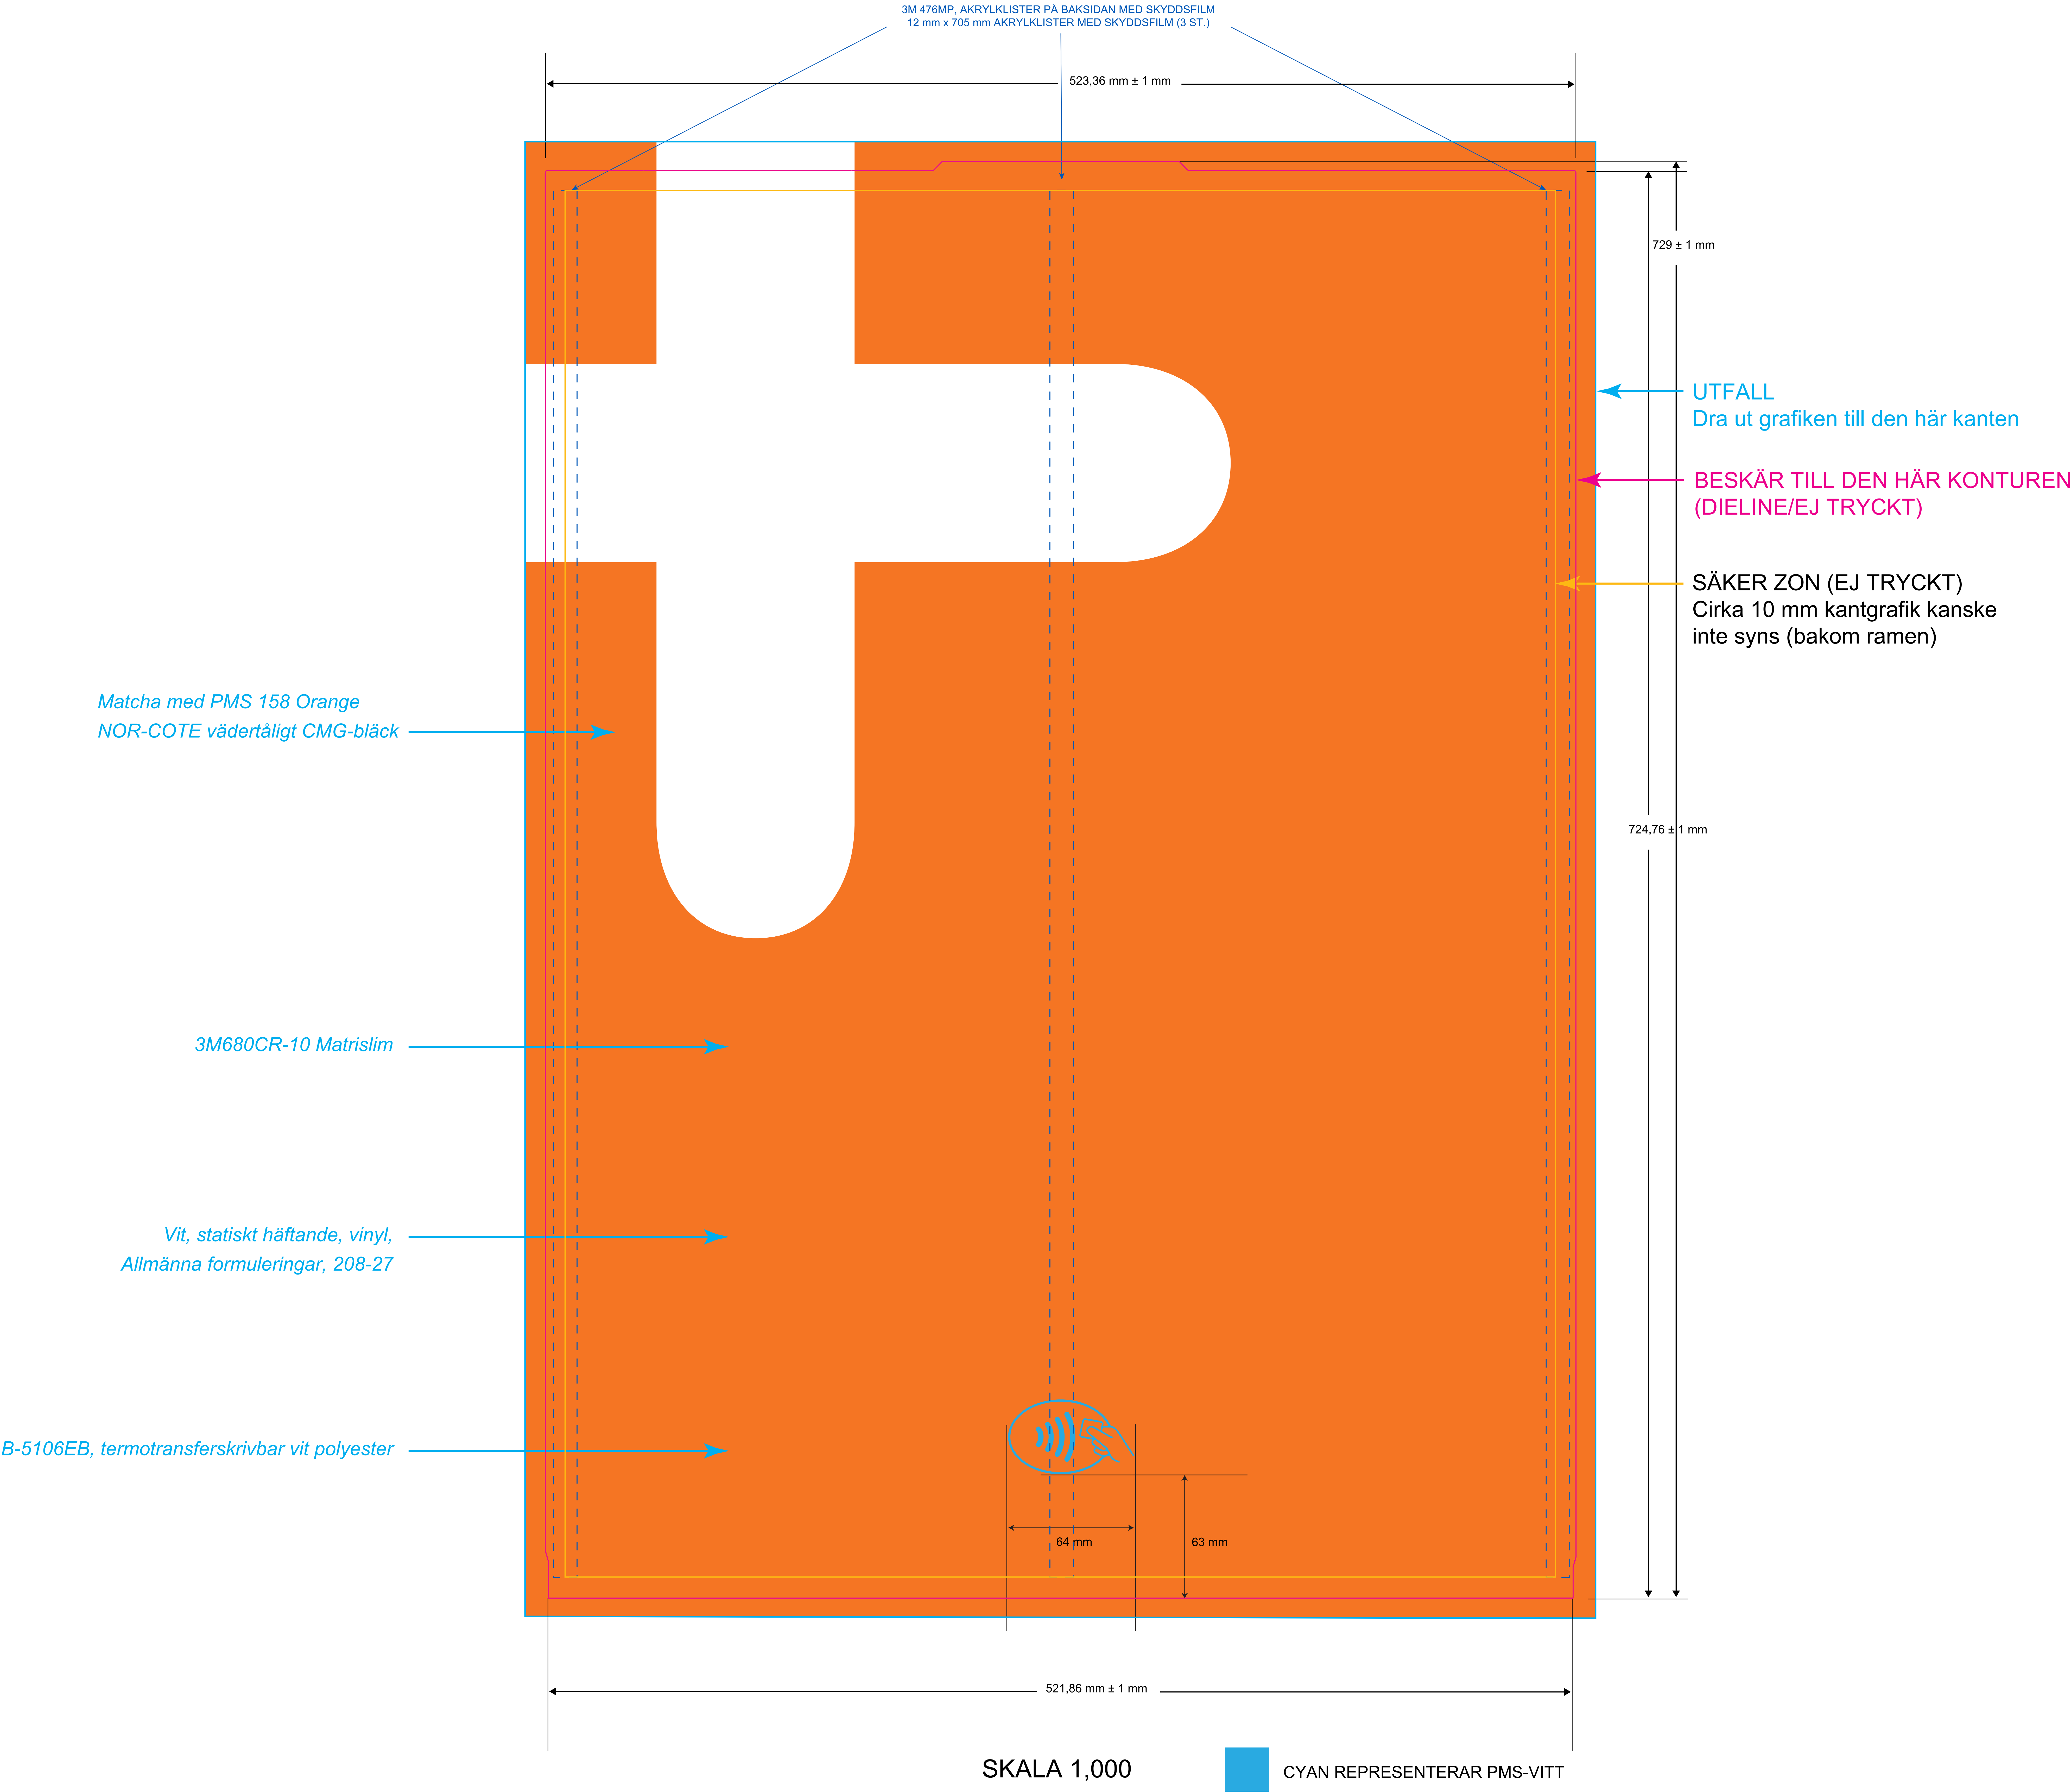 3M 476MP, AKRYLKLISTER PÅ BAKSIDAN MED SKYDDSFILM
12 mm x 705 mm AKRYLKLISTER MED SKYDDSFILM (3 ST.)
523,36 mm ± 1 mm
729 ± 1 mm
UTFALL
Dra ut grafiken till den här kanten
BESKÄR TILL DEN HÄR KONTUREN
(DIELINE/EJ TRYCKT)
SÄKER ZON (EJ TRYCKT)
Cirka 10 mm kantgrafik kanske
inte syns (bakom ramen)
Matcha med PMS 158 Orange
NOR-COTE vädertåligt CMG-bläck
724,76 ± 1 mm
3M680CR-10 Matrislim
Vit, statiskt häftande, vinyl,
Allmänna formuleringar, 208-27
B-5106EB, termotransferskrivbar vit polyester
64 mm
63 mm
521,86 mm ± 1 mm
SKALA 1,000
CYAN REPRESENTERAR PMS-VITT